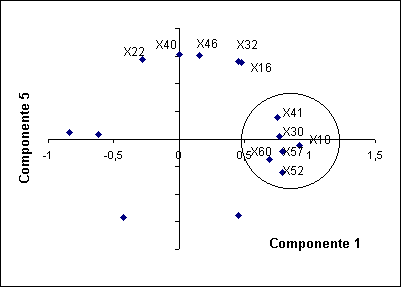 X40 X46 X32
X22
X16
X41
X30
X10
X60 X57
X52
-1 -0,5 0 0,5 1 1,5
Componente 5
Componente 1